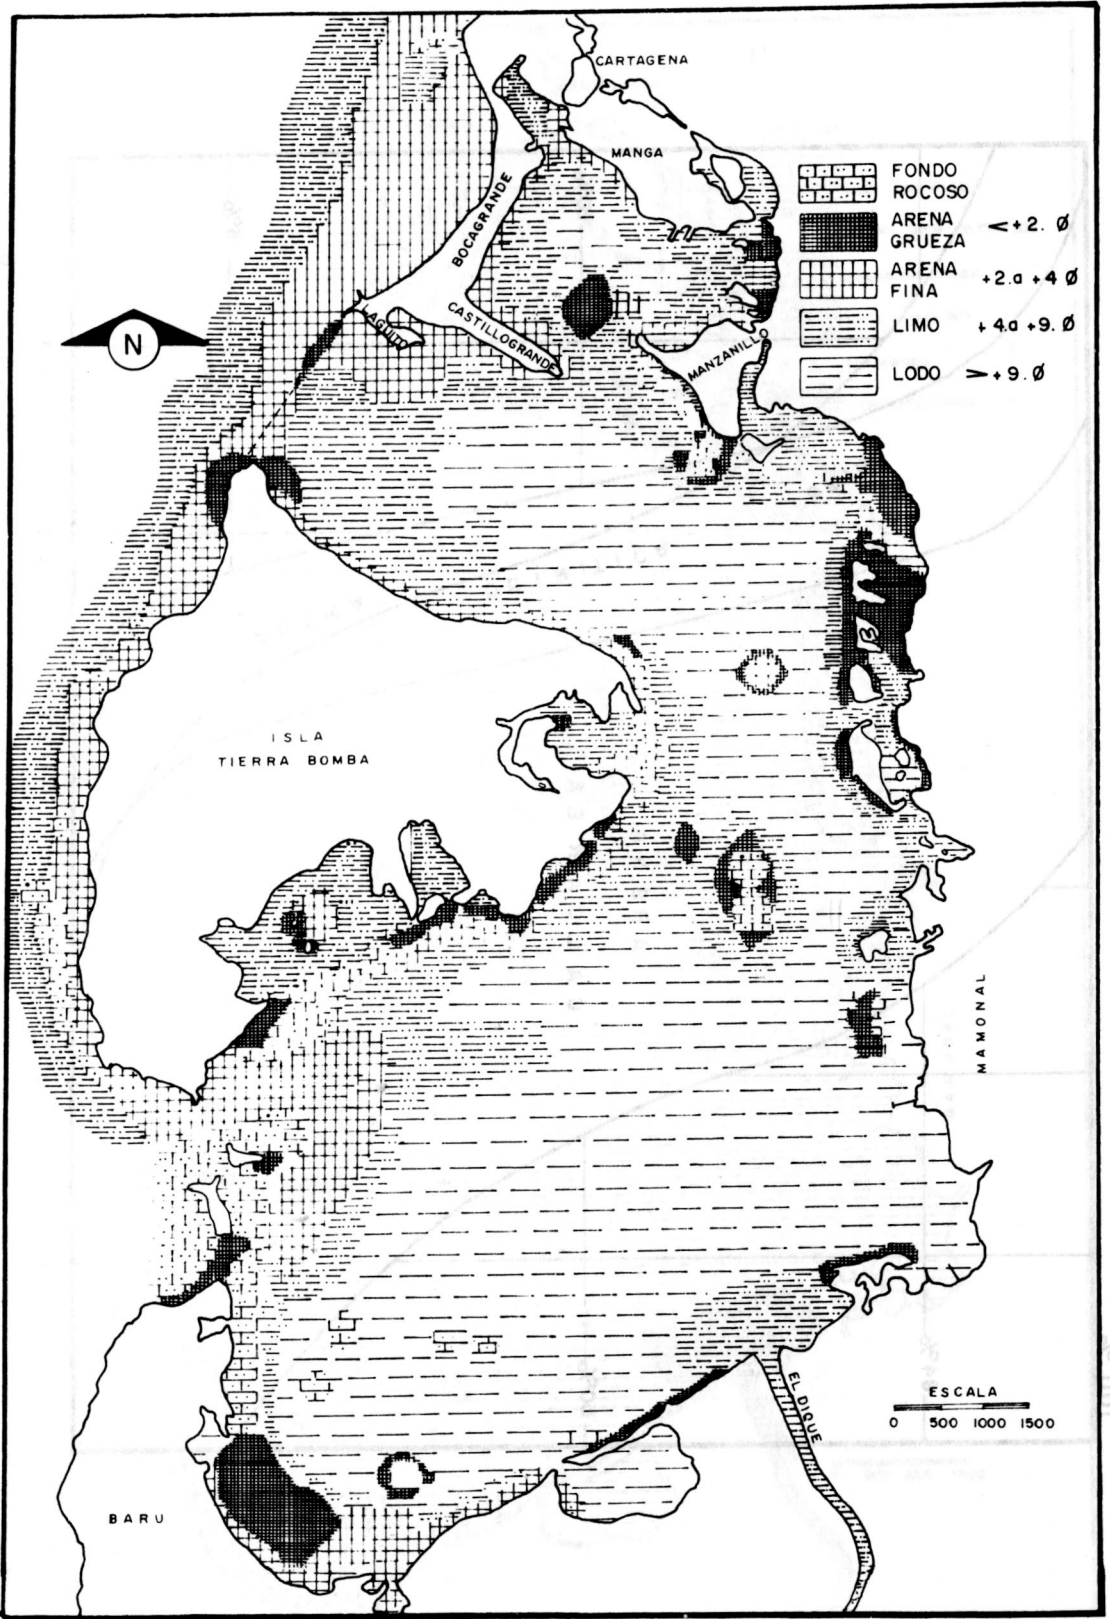 CARTAGENA
MANGA
BOCAGRANDE
LAGUITO
CASTILLOGRANDE
MANZANILLO
N
FONDO
ROCOSO
ARENA
GRUEZA <+2. Ø
ARENA
FINA +2.a +4 Ø
LIMO +4.a +9. Ø
LODO >+9. Ø
ISLA
TIERRA BOMBA
MAMONAL
EL DIQUE
ESCALA
0 500 1000 1500
BARU